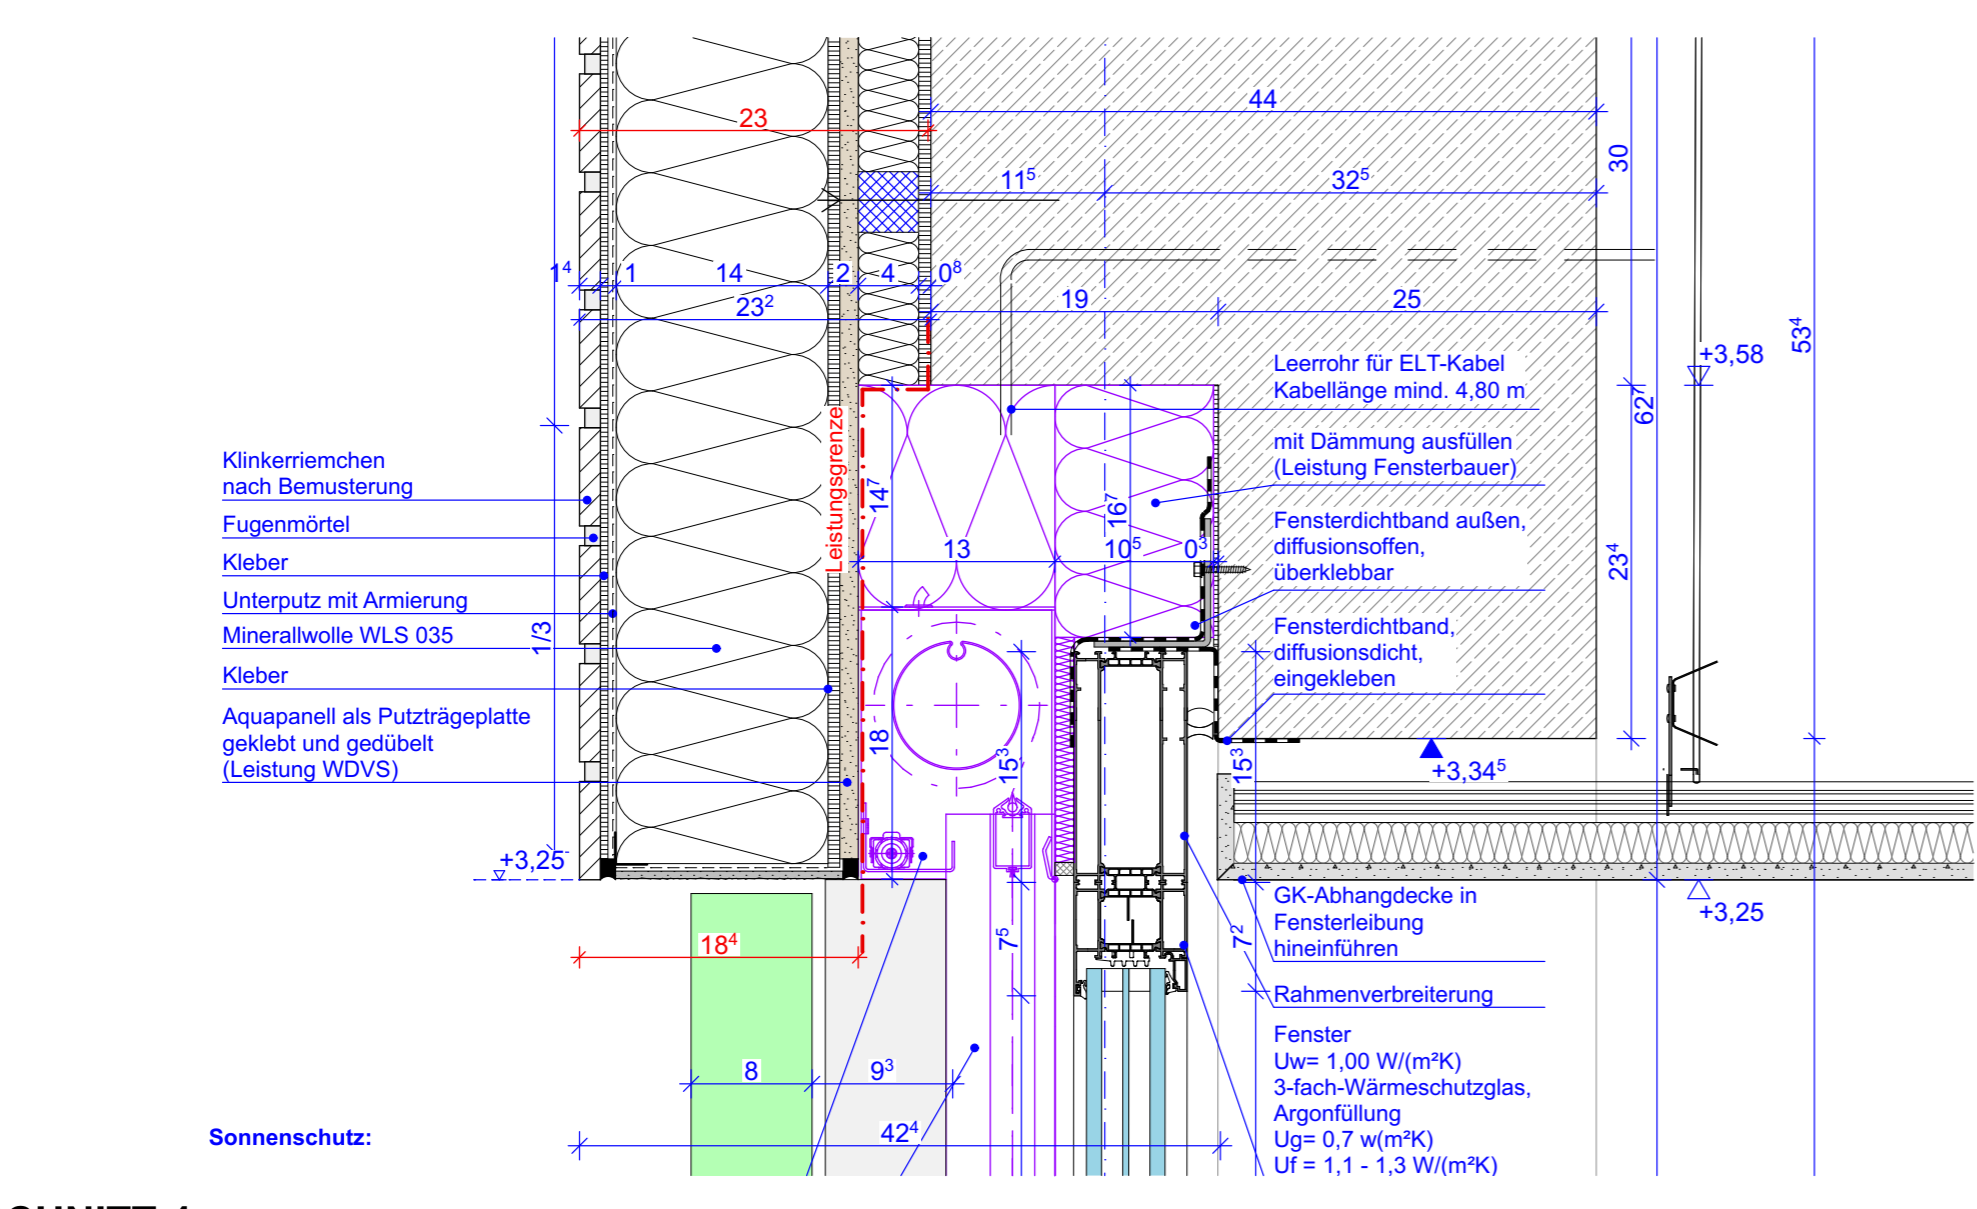 23
44
11⁵
32⁵
30
1⁴
1
14
2
4
0⁸
23²
19
25
53⁴
+3,58
62⁷
Leerrohr für ELT-Kabel
Kabellänge mind. 4,80 m
Leistungsgrenze
mit Dämmung ausfüllen
(Leistung Fensterbauer)
Klinkerriemchen
nach Bemusterung
14⁷
16⁷
Fugenmörtel
Fensterdichtband außen,
diffusionsoffen,
überklebbar
13
10⁵
0³
23⁴
Kleber
Unterputz mit Armierung
Minerallwolle WLS 035
1/3
Fensterdichtband,
diffusionsdicht,
eingekleben
Kleber
Aquapanell als Putzträgeplatte
geklebt und gedübelt
(Leistung WDVS)
18
15³
15³
+3,34⁵
+3,25
GK-Abhangdecke in
Fensterleibung
hineinführen
+3,25
18⁴
7⁵
7²
Rahmenverbreiterung
Fenster
Uw= 1,00 W/(m²K)
3-fach-Wärmeschutzglas,
Argonfüllung
Ug= 0,7 w(m²K)
Uf = 1,1 - 1,3 W/(m²K)
8
9³
42⁴
Sonnenschutz: